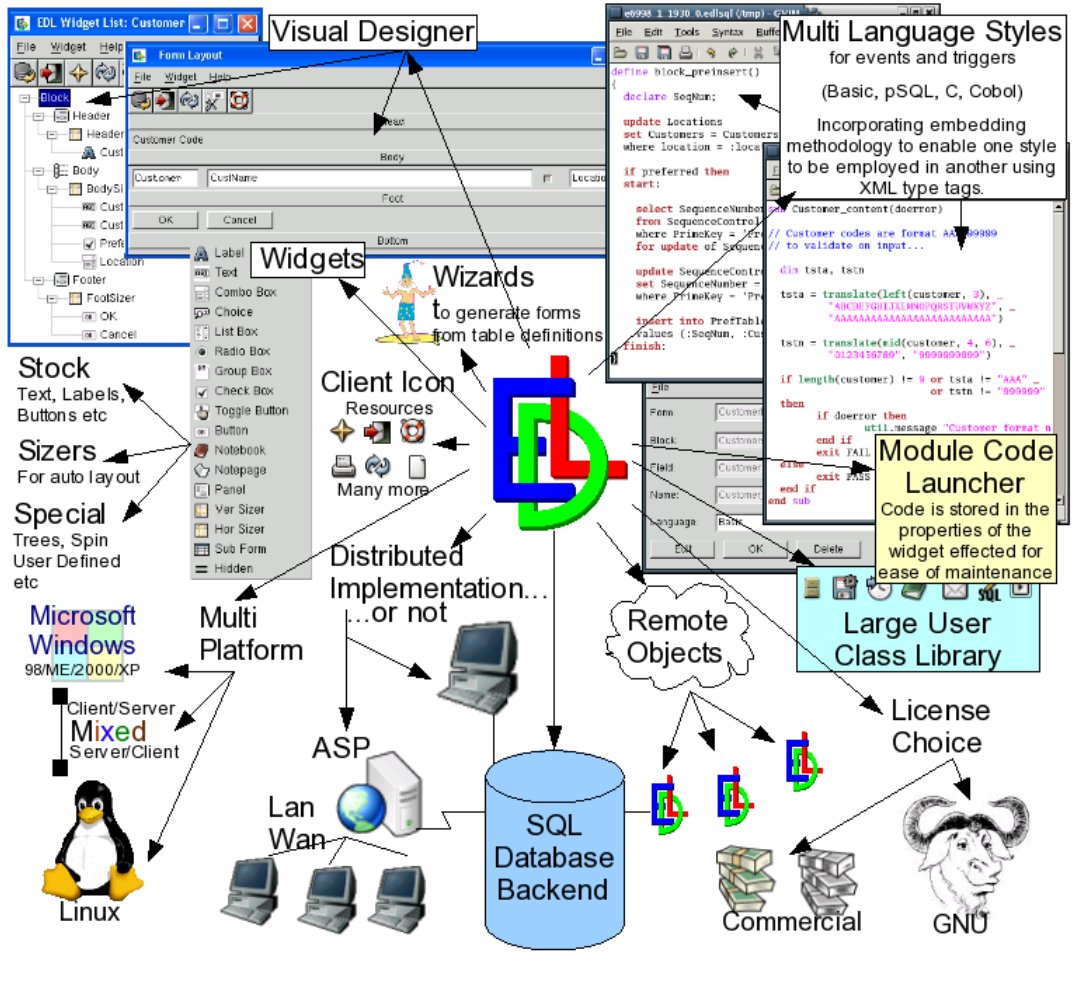 EDL Widget List: Customer
File Widget Help
Block
Header
Header
Cust
Body
BodySi
Cust
Cust
Prefe
Location
Footer
FootSizer
OK
Cancel
Visual Designer
Form Layout
File Widget Help
Head
Customer Code
Body
Customer CustName Locatio
Foot
OK Cancel
Bottom
e6998_1_1930_0.edlsql (/tmp) - GVIM
File Edit Tools Syntax Buffe
define block_preinsert()
{
declare SeqNum;
update Locations
set Customers = Customers
where location = :loca
if preferred then
start:
select SequenceNumber
from SequenceControl
where PrimeKey = 'Pre
for update of Sequenc
update SequenceContro
set SequenceNumber =
where PrimeKey = 'Pre
insert into PrefTable
values (:SeqNum, :Cus
finish:
}
Multi Language Styles
for events and triggers
(Basic, pSQL, C, Cobol)
Incorporating embedding
methodology to enable one style
to be employed in another using
XML type tags.
sub Customer_content(doerror)
// Customer codes are format AAA999999
// to validate on input...
dim tsta, tstn
tsta = translate(left(customer, 3), _
"ABCDEFGHIJKLMNOPQRSTUVWXYZ", _
"AAAAAAAAAAAAAAAAAAAAAAAAAA")
tstn = translate(mid(customer, 4, 6), _
"0123456789", "9999999999")
if length(customer) != 9 or tsta != "AAA" _
or tstn != "999999"
then
if doerror then
util.message "Customer format n
end if
exit FAIL
else
exit PASS
end if
end sub
File
Form:
Block:
Field:
Name:
Language: Basic
Edit OK Delete
Module Code
Launcher
Code is stored in the
properties of the
widget effected for
ease of maintenance
SQL
Large User
Class Library
Widgets
Label
Text
Combo Box
Choice
List Box
Radio Box
Group Box
Check Box
Toggle Button
Button
Notebook
Notepage
Panel
Ver Sizer
Hor Sizer
Sub Form
Hidden
Wizards
to generate forms
from table definitions
Stock
Text, Labels,
Buttons etc
Sizers
For auto layout
Special
Trees, Spin
User Defined
etc
Client Icon
Resources
Many more
EDL
Distributed
Implementation...
...or not
Multi
Platform
Microsoft
Windows
98/ME/2000/XP
Client/Server
Mixed
Server/Client
Linux
ASP
Lan
Wan
SQL
Database
Backend
Remote
Objects
EDL
EDL
EDL
License
Choice
Commercial
GNU